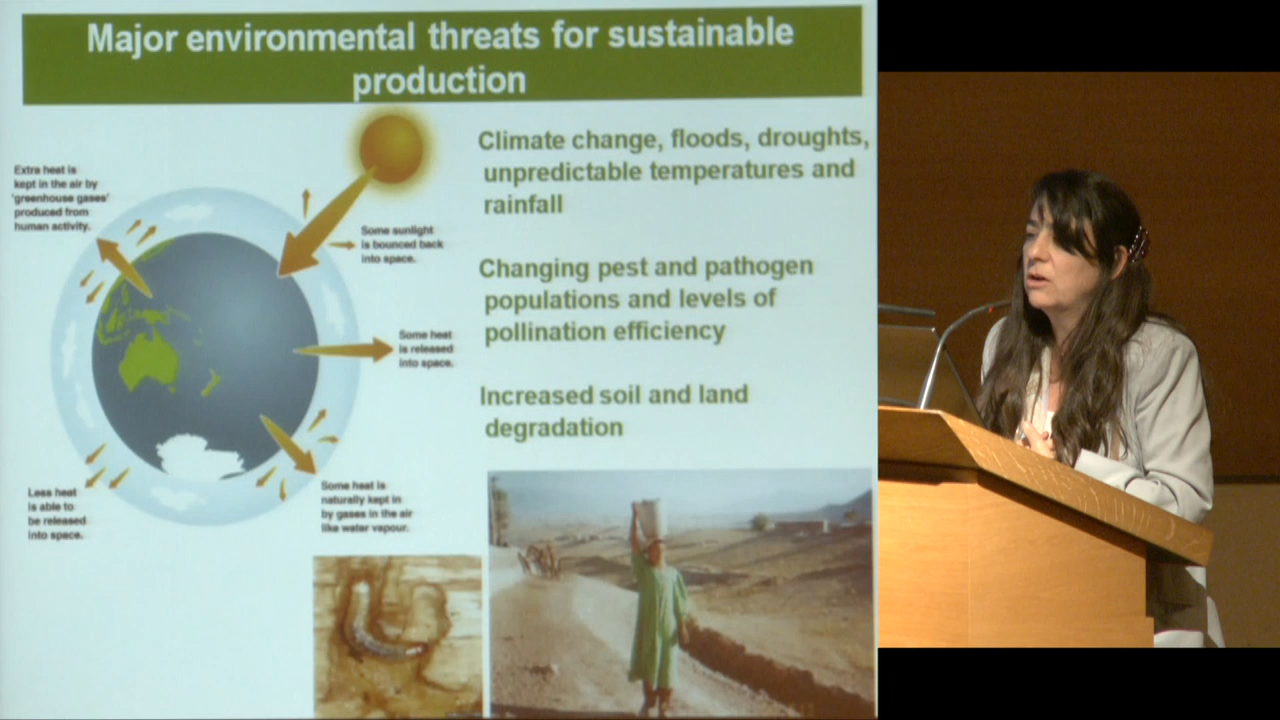 Major environmental threats for sustainable
production
Extra heat is
kept in the air by
'greenhouse gases'
produced from
human activity.
Some sunlight
is bounced back
into space.
Some heat
is released
into space.
Less heat
is able to
be released
into space.
Some heat is
naturally kept in
by gases in the air
like water vapour.
Climate change, floods, droughts,
unpredictable temperatures and
rainfall
Changing pest and pathogen
populations and levels of
pollination efficiency
Increased soil and land
degradation